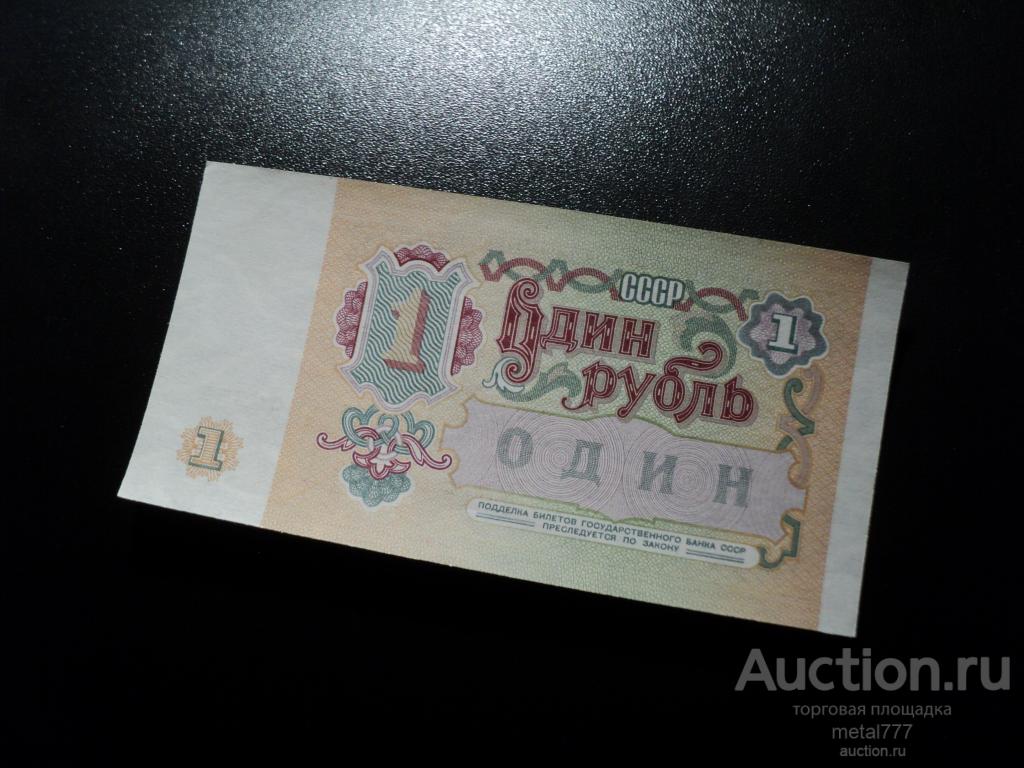 СССР
1
Один
1
рубль
ОДИН
1
ПОДДЕЛКА БИЛЕТОВ ГОСУДАРСТВЕННОГО БАНКА СССР
ПРЕСЛЕДУЕТСЯ ПО ЗАКОНУ
Auction.ru
торговая площадка
metal777
auction.ru